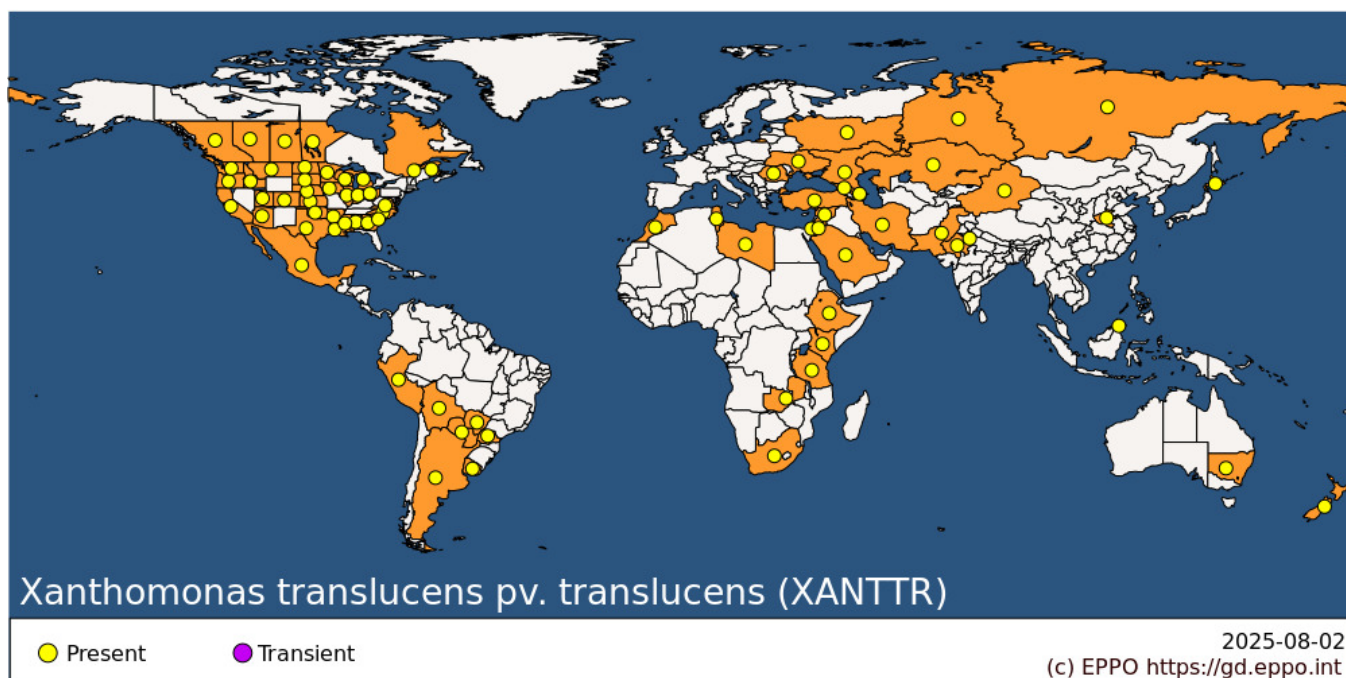 Xanthomonas translucens pv. translucens (XANTTR)
Present
Transient
2025-08-02
(c) EPPO https://gd.eppo.int